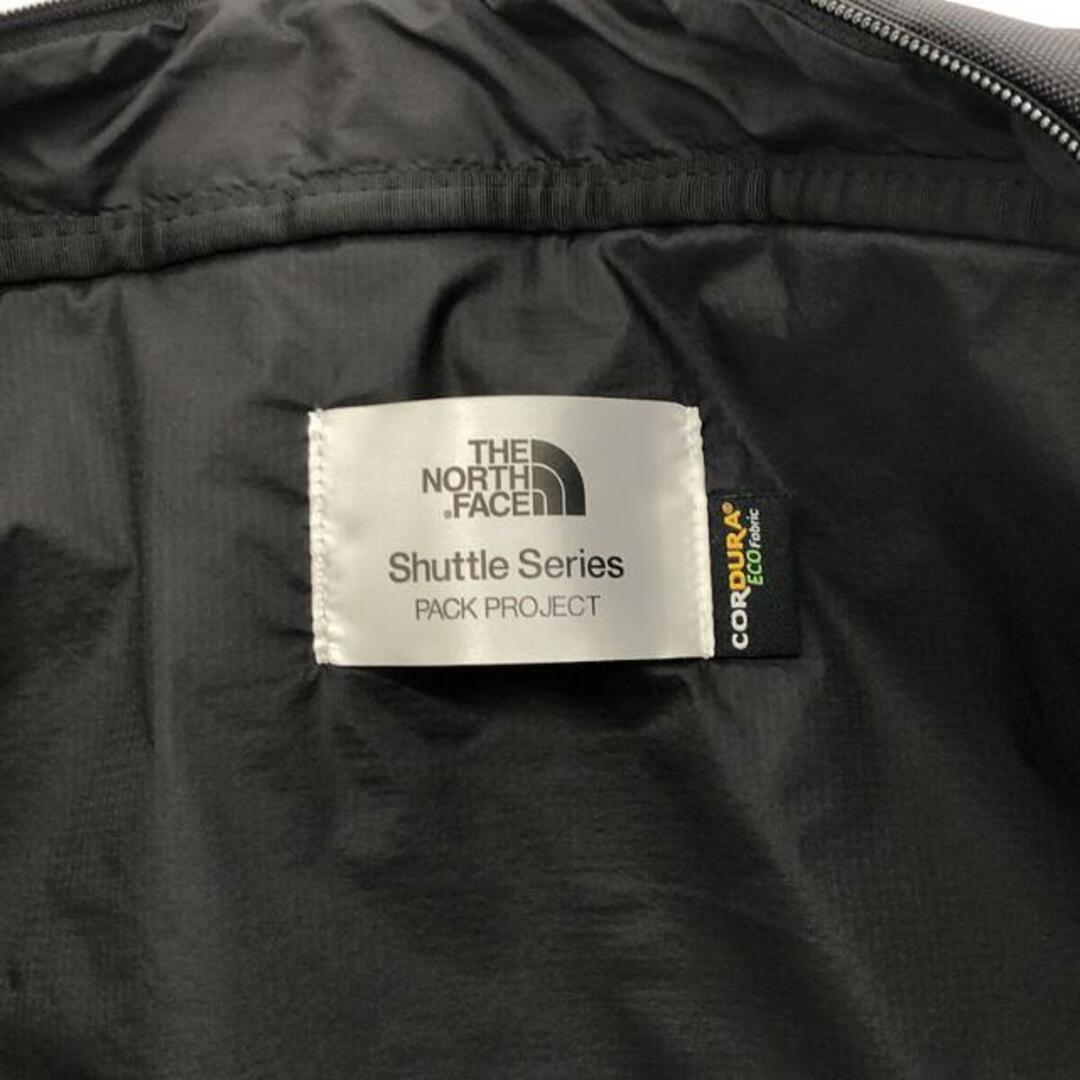 THE
NORTH
FACE
Shuttle Series
PACK PROJECT
CORDURA®
ECO Fabric